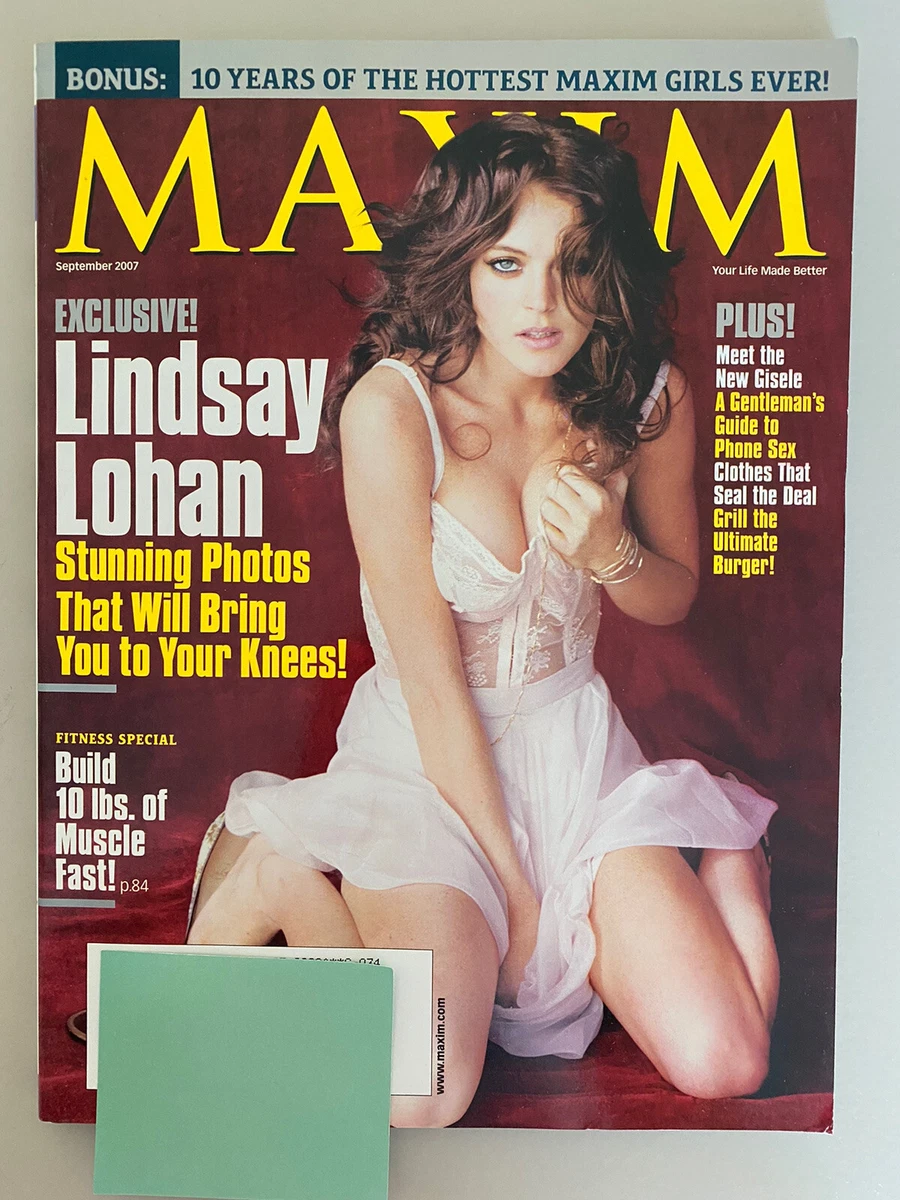 BONUS: 10 YEARS OF THE HOTTEST MAXIM GIRLS EVER!
MAXIM
September 2007
Your Life Made Better
EXCLUSIVE!
Lindsay
Lohan
Stunning Photos
That Will Bring
You to Your Knees!
PLUS!
Meet the
New Gisele
A Gentleman's
Guide to
Phone Sex
Clothes That
Seal the Deal
Grill the
Ultimate
Burger!
FITNESS SPECIAL
Build
10 lbs. of
Muscle
Fast! p.84
www.maxim.com